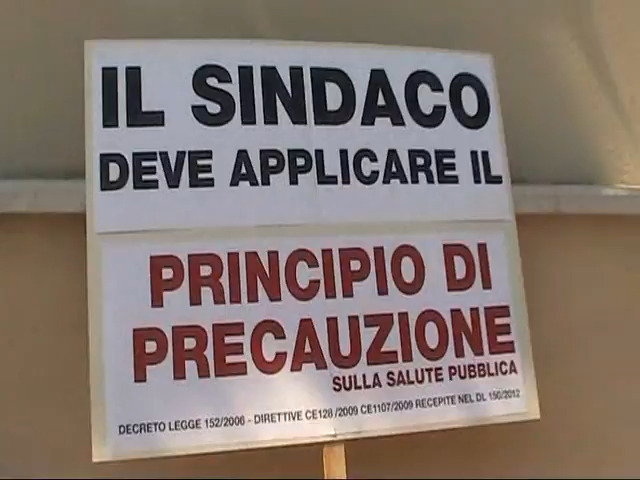 IL SINDACO
DEVE APPLICARE IL
PRINCIPIO DI
PRECAUZIONE
SULLA SALUTE PUBBLICA
DECRETO LEGGE 152/2006 - DIRETTIVE CE128 /2009 CE1107/2009 RECEPITE NEL DL 150/2012